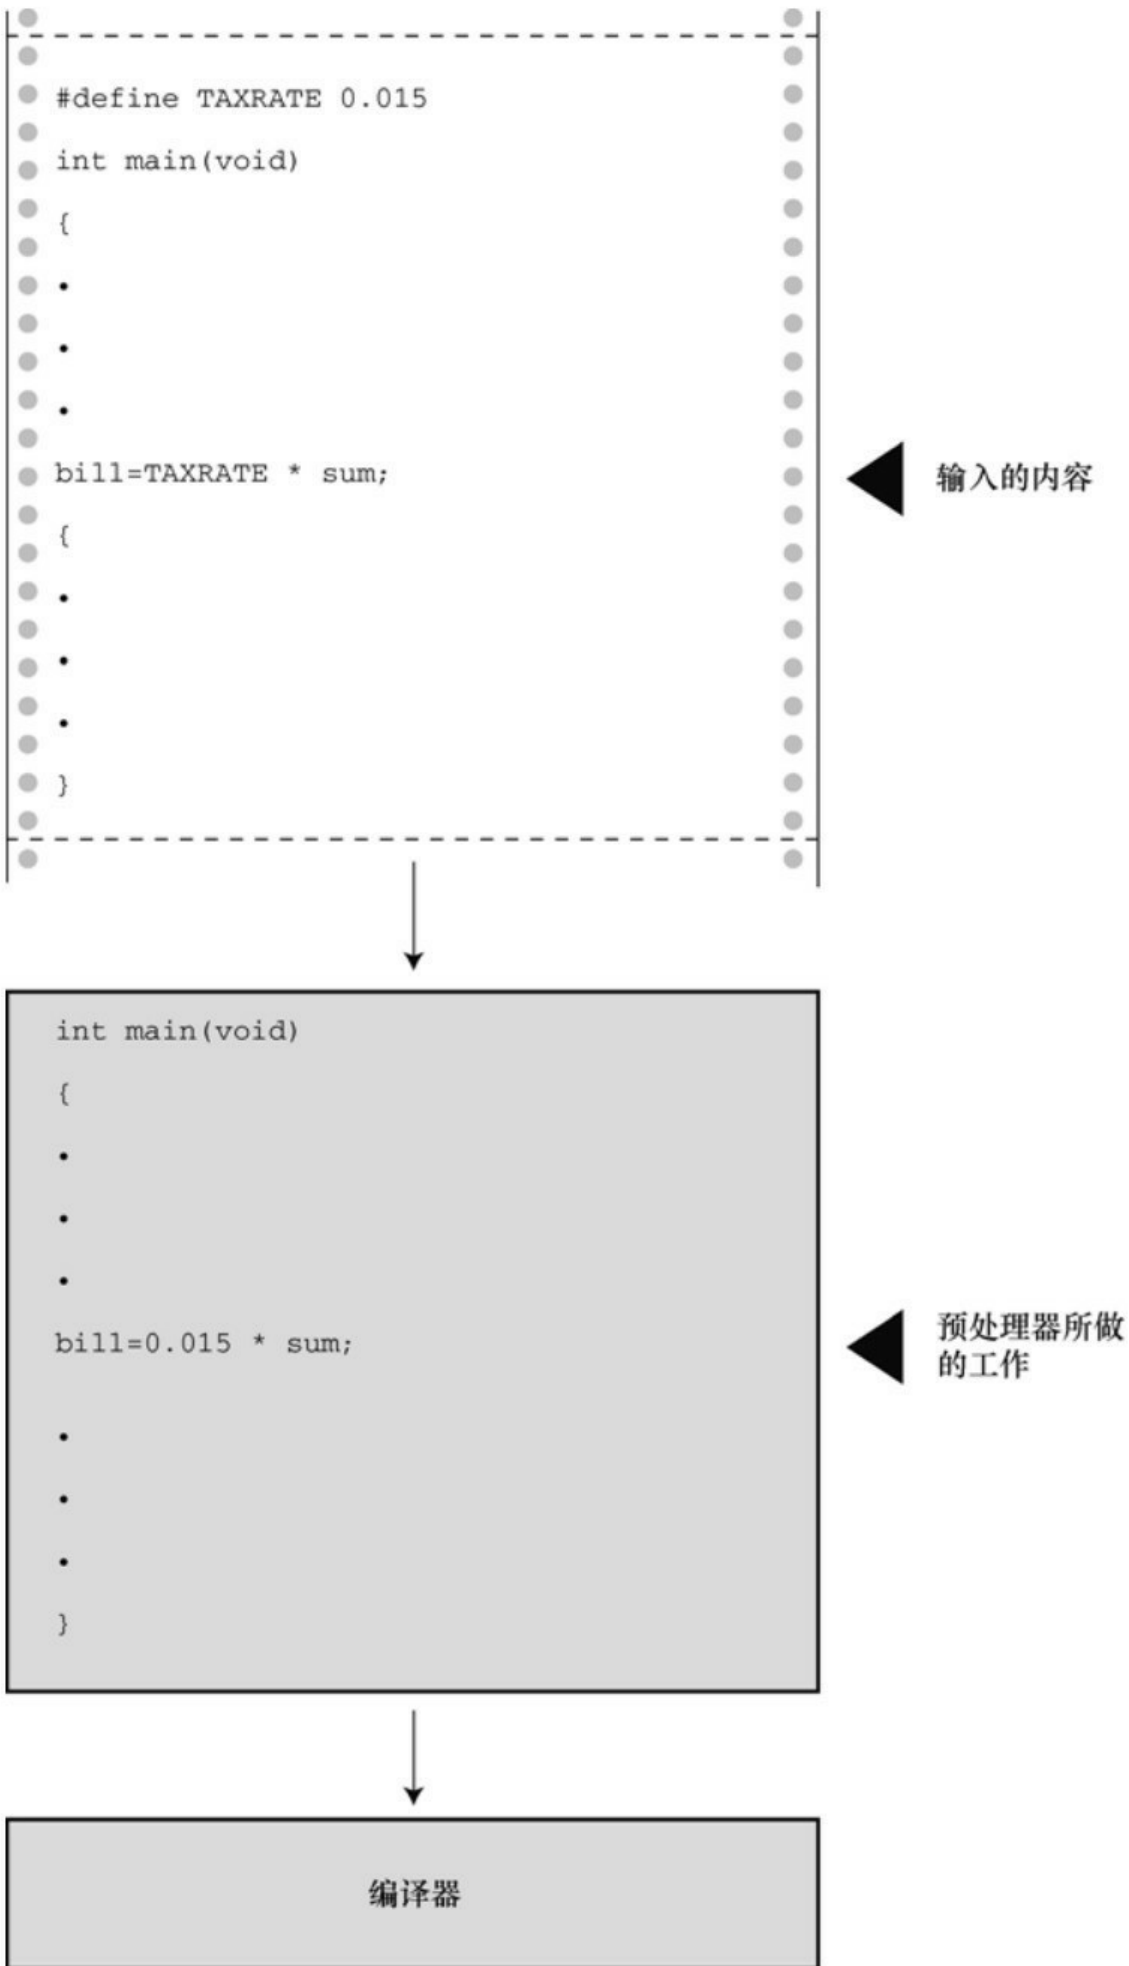 #define TAXRATE 0.015
int main(void)
{
.
.
.
bill=TAXRATE * sum;
{
.
.
.
}
输入的内容
int main(void)
{
.
.
.
bill=0.015 * sum;
.
.
.
}
预处理器所做
的工作
编译器